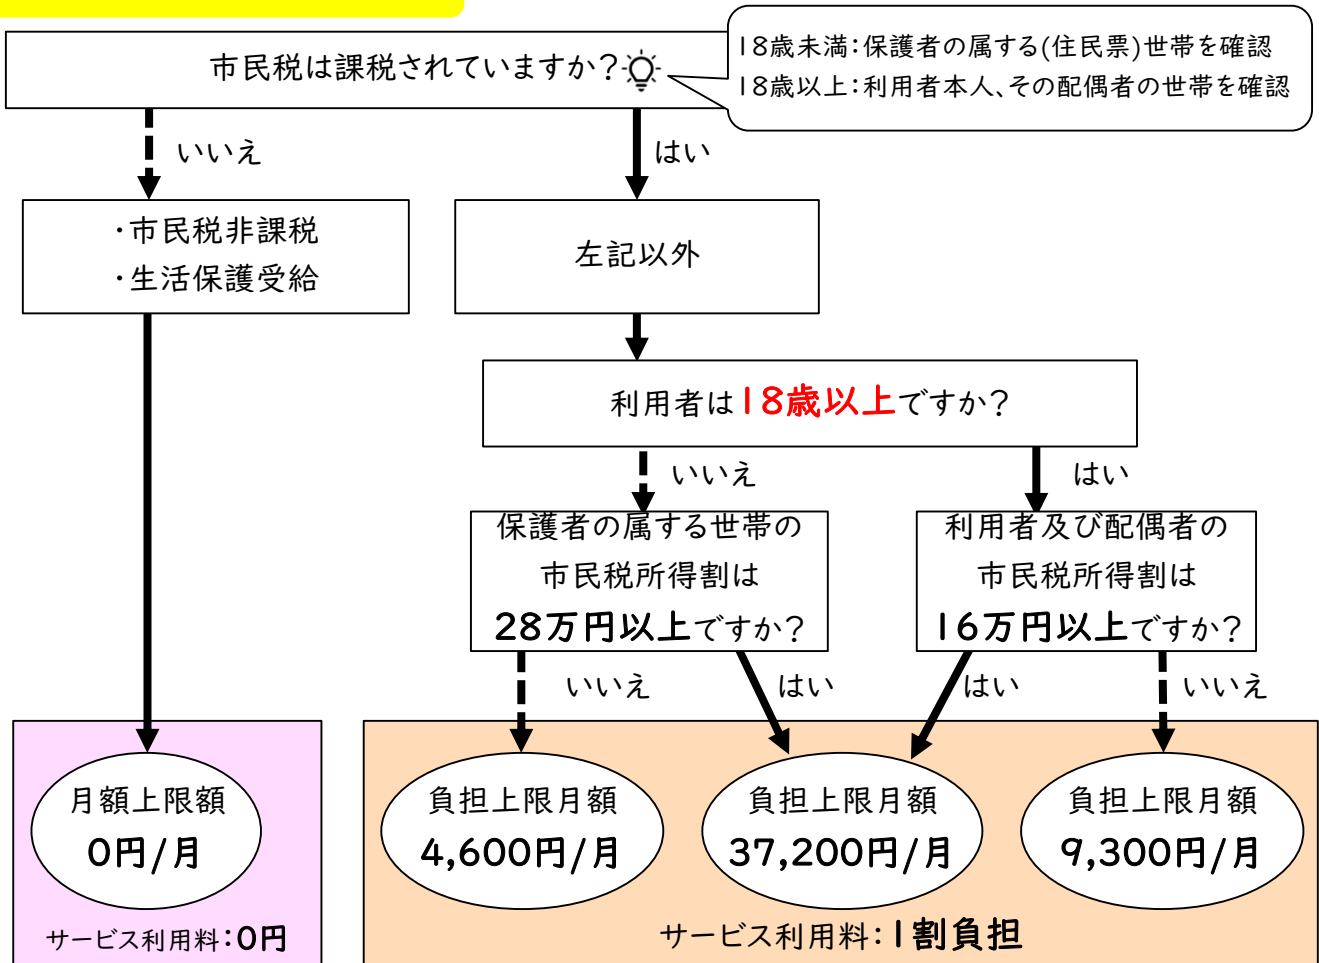 18歳未満：保護者の属する(住民票)世帯を確認
18歳以上：利用者本人、その配偶者の世帯を確認
市民税は課税されていますか？
いいえ
はい
・市民税非課税
・生活保護受給
左記以外
利用者は18歳以上ですか？
いいえ
はい
保護者の属する世帯の
市民税所得割は
28万円以上ですか？
利用者及び配偶者の
市民税所得割は
16万円以上ですか？
いいえ
はい
はい
いいえ
月額上限額
0円/月
負担上限月額
4,600円/月
負担上限月額
37,200円/月
負担上限月額
9,300円/月
サービス利用料：0円
サービス利用料：1割負担